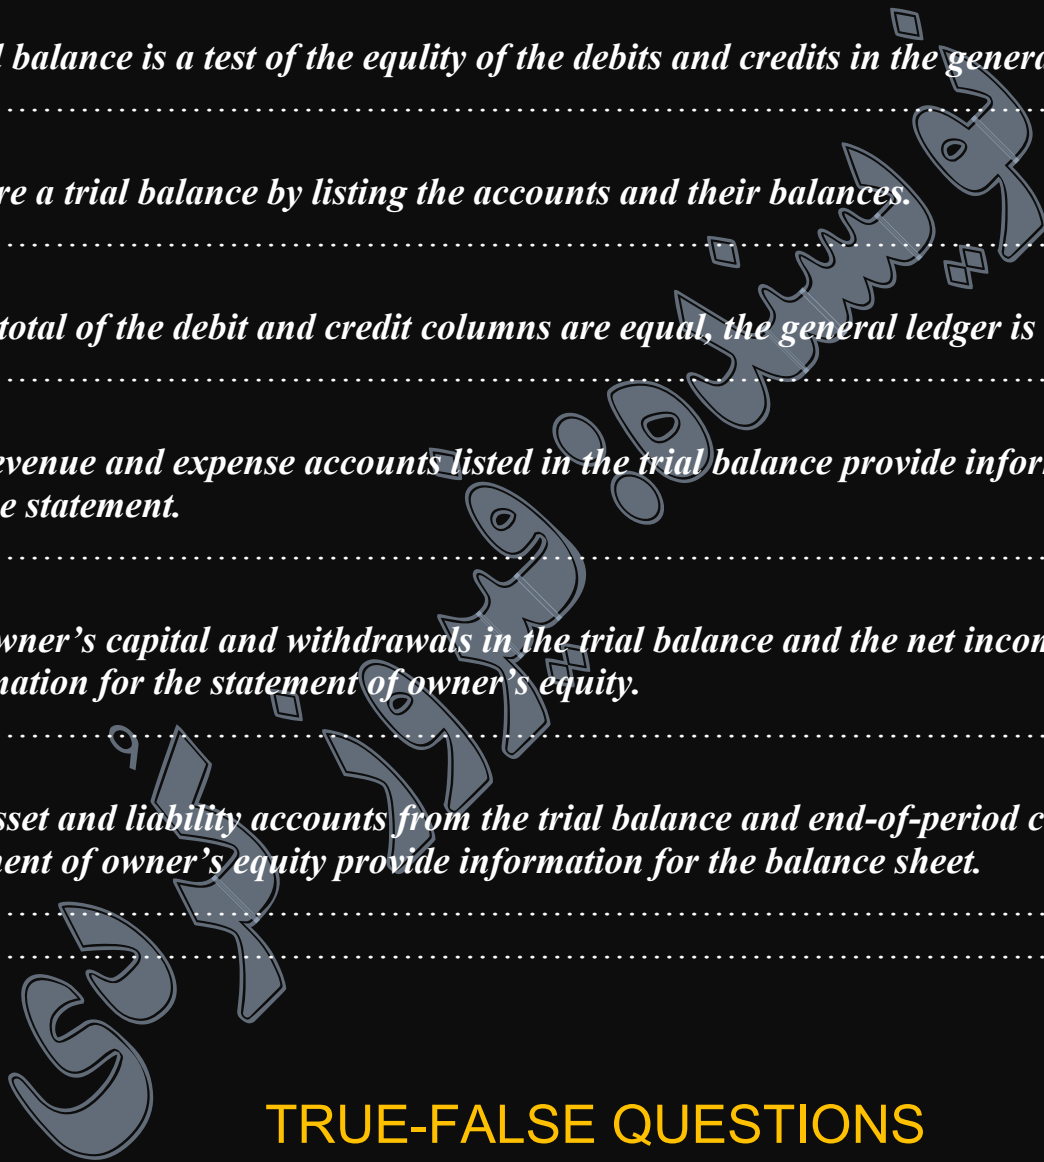 l balance is a test of the equlity of the debits and credits in the genera
re a trial balance by listing the accounts and their balances.
total of the debit and credit columns are equal, the general ledger is
evenue and expense accounts listed in the trial balance provide infor
e statement.
wner's capital and withdrawals in the trial balance and the net incon
nation for the statement of owner's equity.
sset and liability accounts from the trial balance and end-of-period c
nent of owner's equity provide information for the balance sheet.
نوسینه: فیروز کُردی
TRUE-FALSE QUESTIONS